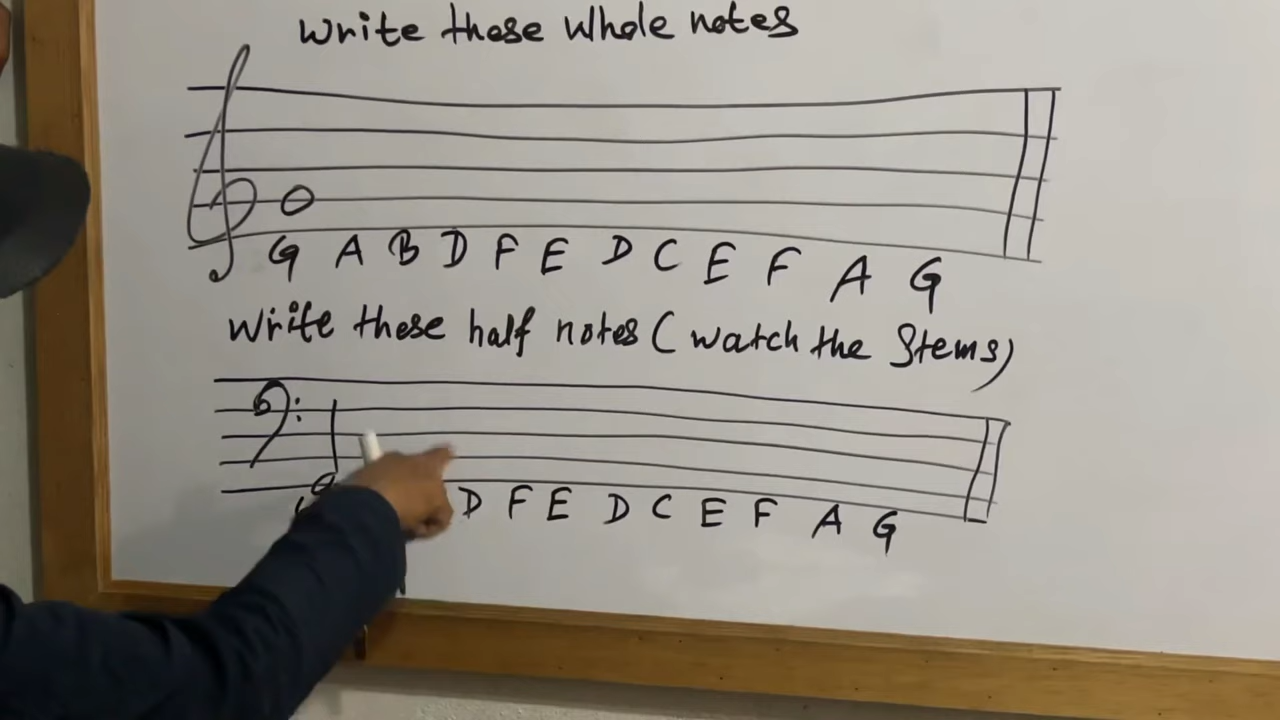 Write these whole notes
G A B D F E D C E F A G
Write these half notes (Watch the Stems)
D F E D C E F A G